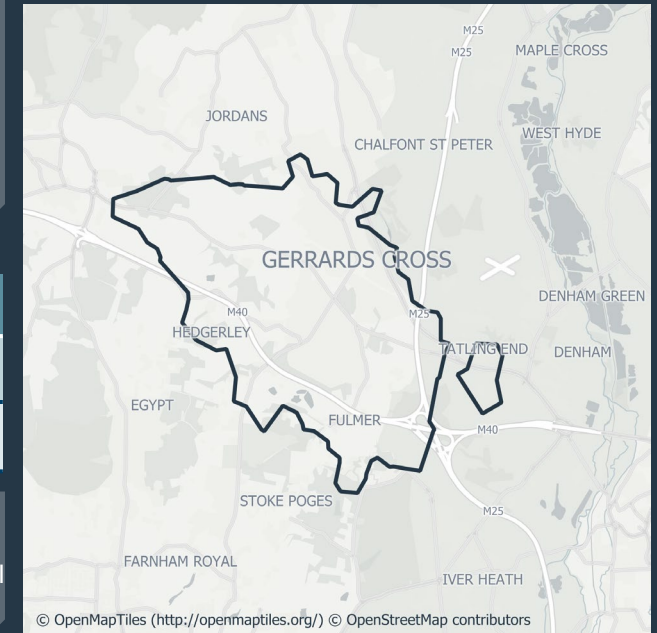 M25
M25
MAPLE CROSS
JORDANS
WEST HYDE
CHALFONT ST PETER
GERRARDS CROSS
DENHAM GREEN
M40
M25
HEDGERLEY
TATLING END
DENHAM
EGYPT
FULMER
M40
STOKE POGES
M25
FARNHAM ROYAL
IVER HEATH
© OpenMapTiles (http://openmaptiles.org/) © OpenStreetMap contributors